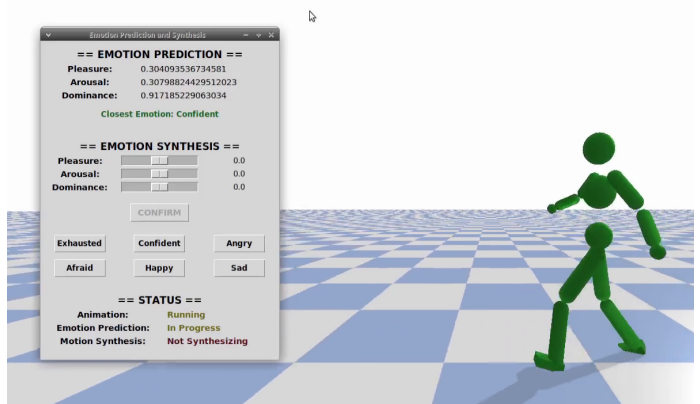 Emotion Prediction and Synthesis
== EMOTION PREDICTION ==
Pleasure: 0.304093536734581
Arousal: 0.30798824429512023
Dominance: 0.917185229063034
Closest Emotion: Confident
== EMOTION SYNTHESIS ==
Pleasure: 0.0
Arousal: 0.0
Dominance: 0.0
CONFIRM
Exhausted Confident Angry
Afraid Happy Sad
== STATUS ==
Animation: Running
Emotion Prediction: In Progress
Motion Synthesis: Not Synthesizing